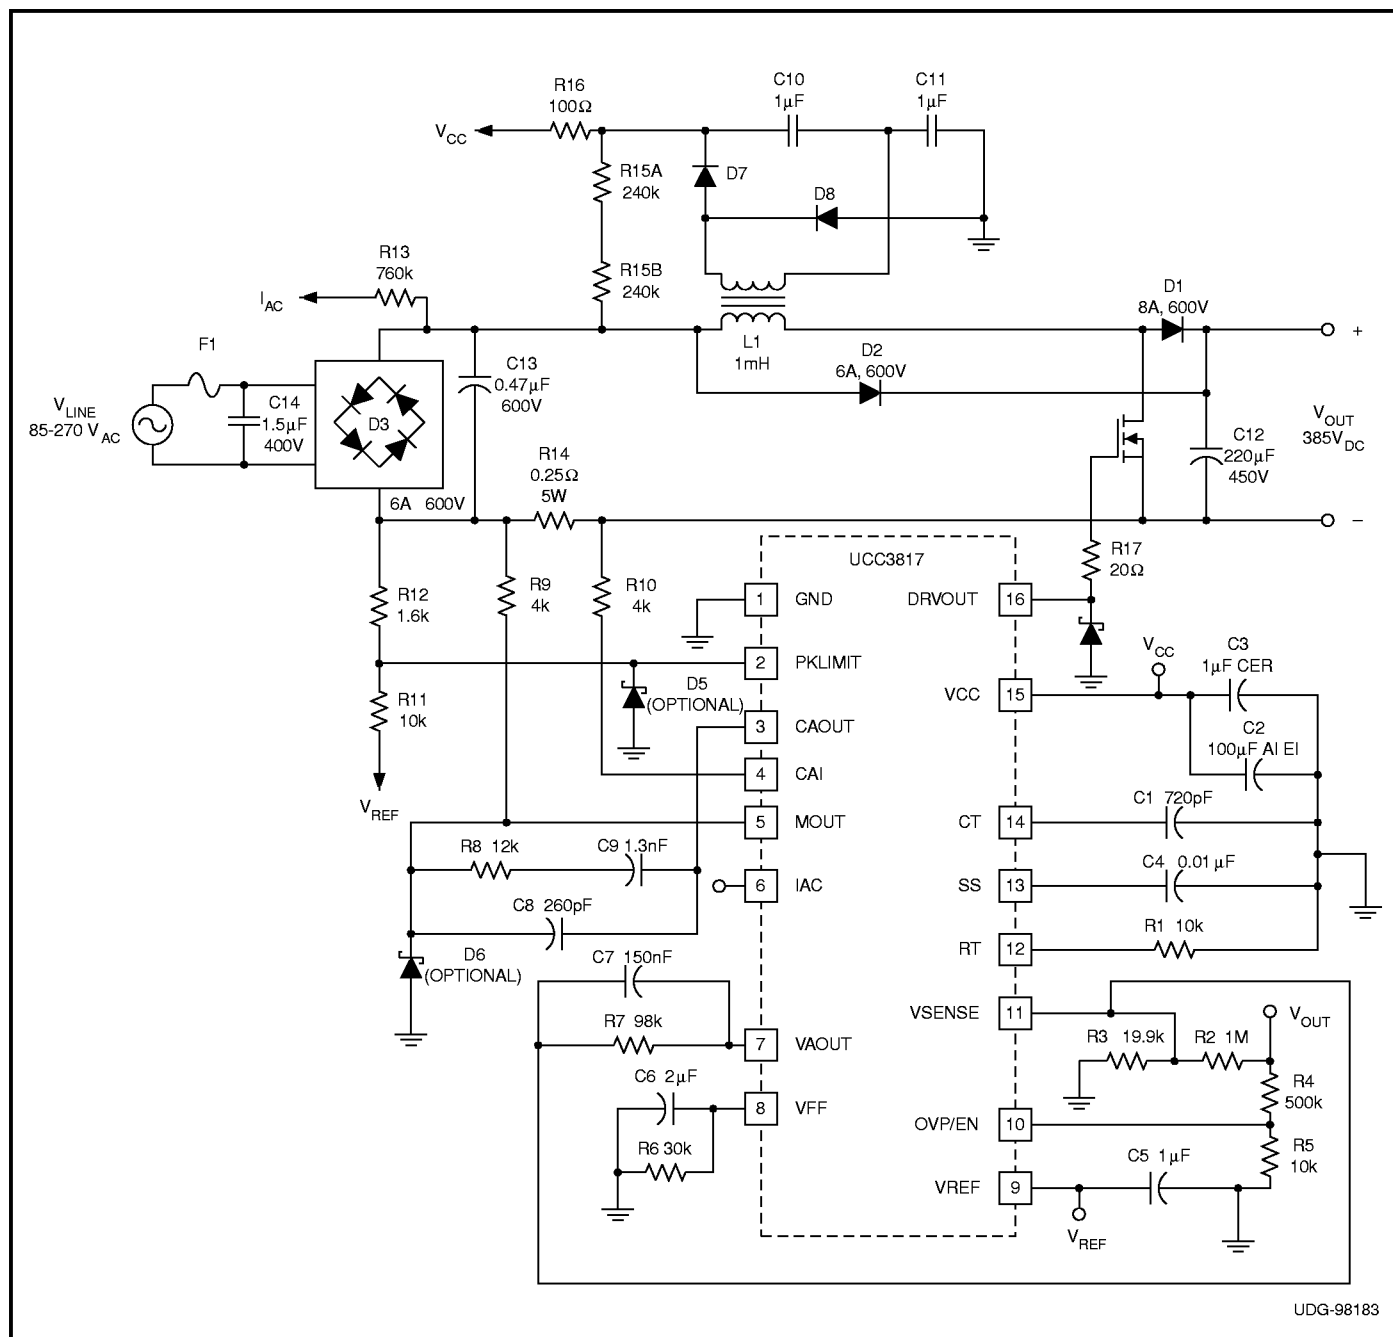 C10
1μF
C11
1μF
R16
100Ω
VCC
R15A
240k
D7
D8
R13
760k
R15B
240k
IAC
D1
8A, 600V
+
F1
L1
1mH
C13
0.47μF
600V
D2
6A, 600V
VLINE
85-270 VAC
C14
1.5μF
400V
D3
VOUT
385VDC
C12
220μF
450V
R14
0.25Ω
5W
6A 600V
–
R17
20Ω
UCC3817
R12
1.6k
R9
4k
R10
4k
1
GND
DRVOUT
16
2
PKLIMIT
VCC
C3
1μF CER
R11
10k
D5
(OPTIONAL)
VCC
15
3
CAOUT
C2
100μF AI EI
4
CAI
VREF
5
MOUT
CT
14
C1 720pF
R8 12k
C9 1.3nF
6
IAC
SS
13
C4 0.01μF
C8 260pF
RT
12
R1 10k
D6
(OPTIONAL)
C7 150nF
VSENSE
11
VOUT
R7 98k
7
VAOUT
R3 19.9k
R2 1M
C6 2μF
8
VFF
R4
500k
OVP/EN
10
R6 30k
R5
10k
VREF
9
C5 1μF
VREF
UDG-98183